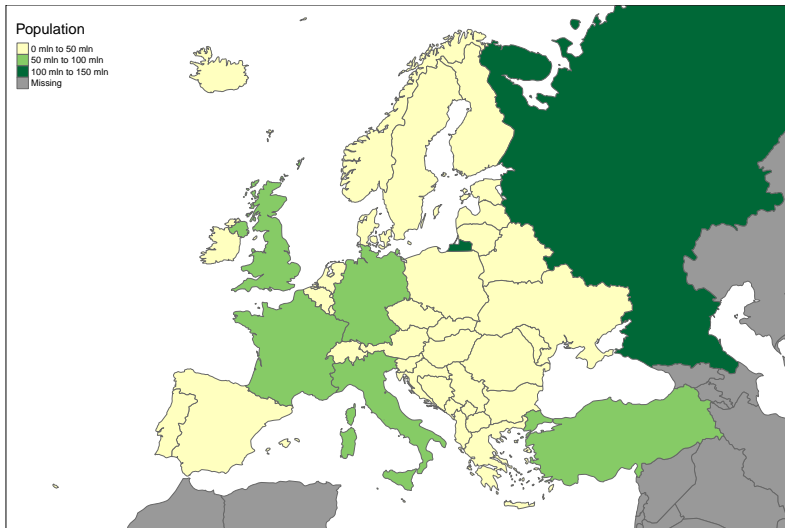 Population
0 mln to 50 mln
50 mln to 100 mln
100 mln to 150 mln
Missing